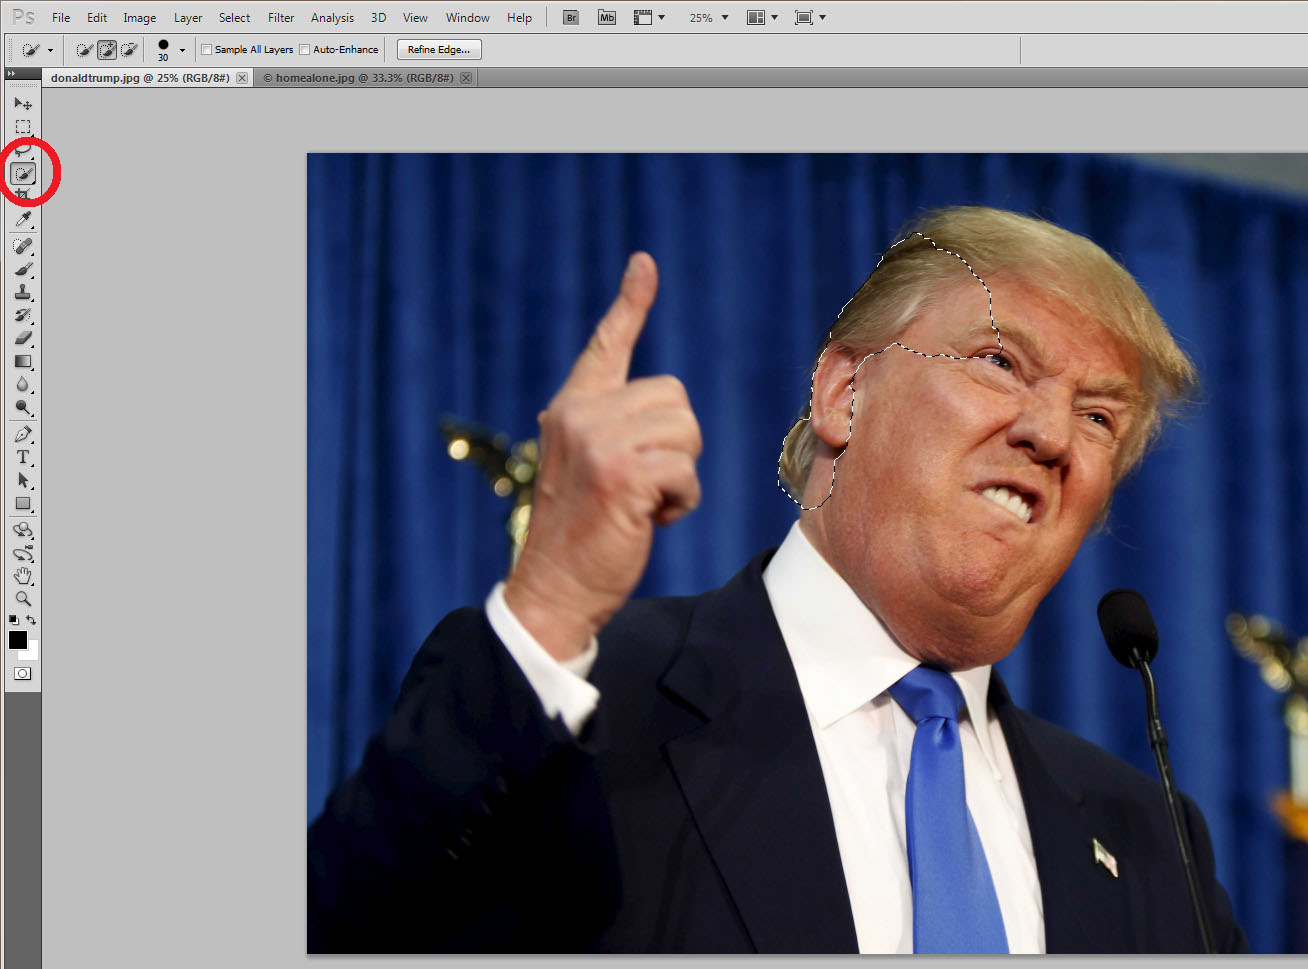 Ps File Edit Image Layer Select Filter Analysis 3D View Window Help Br Mb 25%
30 Sample All Layers Auto-Enhance Refine Edge...
donaldtrump.jpg @ 25% (RGB/8#) © homealone.jpg @ 33.3% (RGB/8#)
T